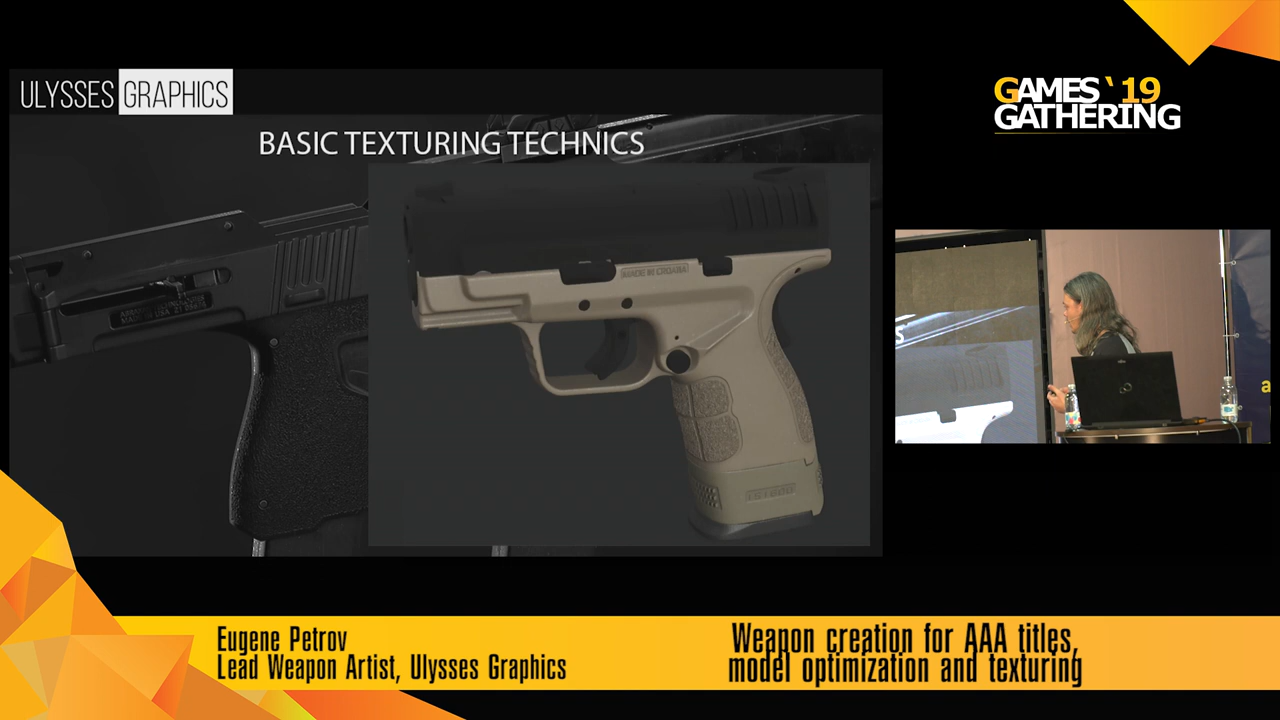 ULYSSES GRAPHICS
BASIC TEXTURING TECHNICS
MADE IN CROATIA
GAMES `19
GATHERING
Eugene Petrov
Lead Weapon Artist, Ulysses Graphics
Weapon creation for AAA titles,
model optimization and texturing